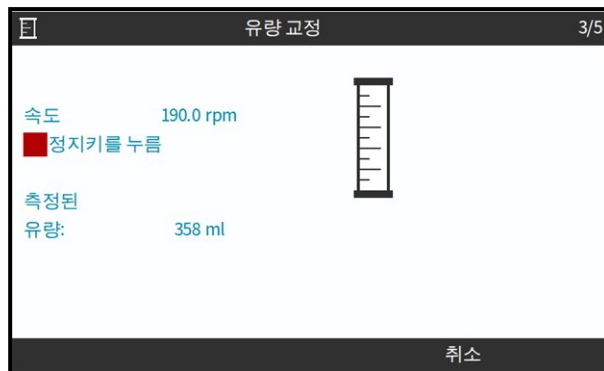 유량 교정 3/5
속도 190.0 rpm
정지키를 누름
측정된
유량: 358 ml
취소